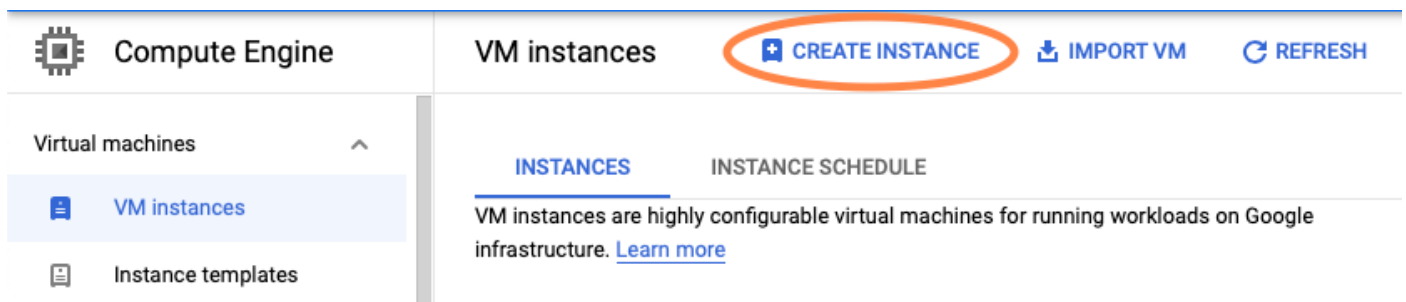 Compute Engine
VM instances
CREATE INSTANCE
IMPORT VM
REFRESH
Virtual machines
VM instances
Instance templates
INSTANCES
INSTANCE SCHEDULE
VM instances are highly configurable virtual machines for running workloads on Google
infrastructure. Learn more